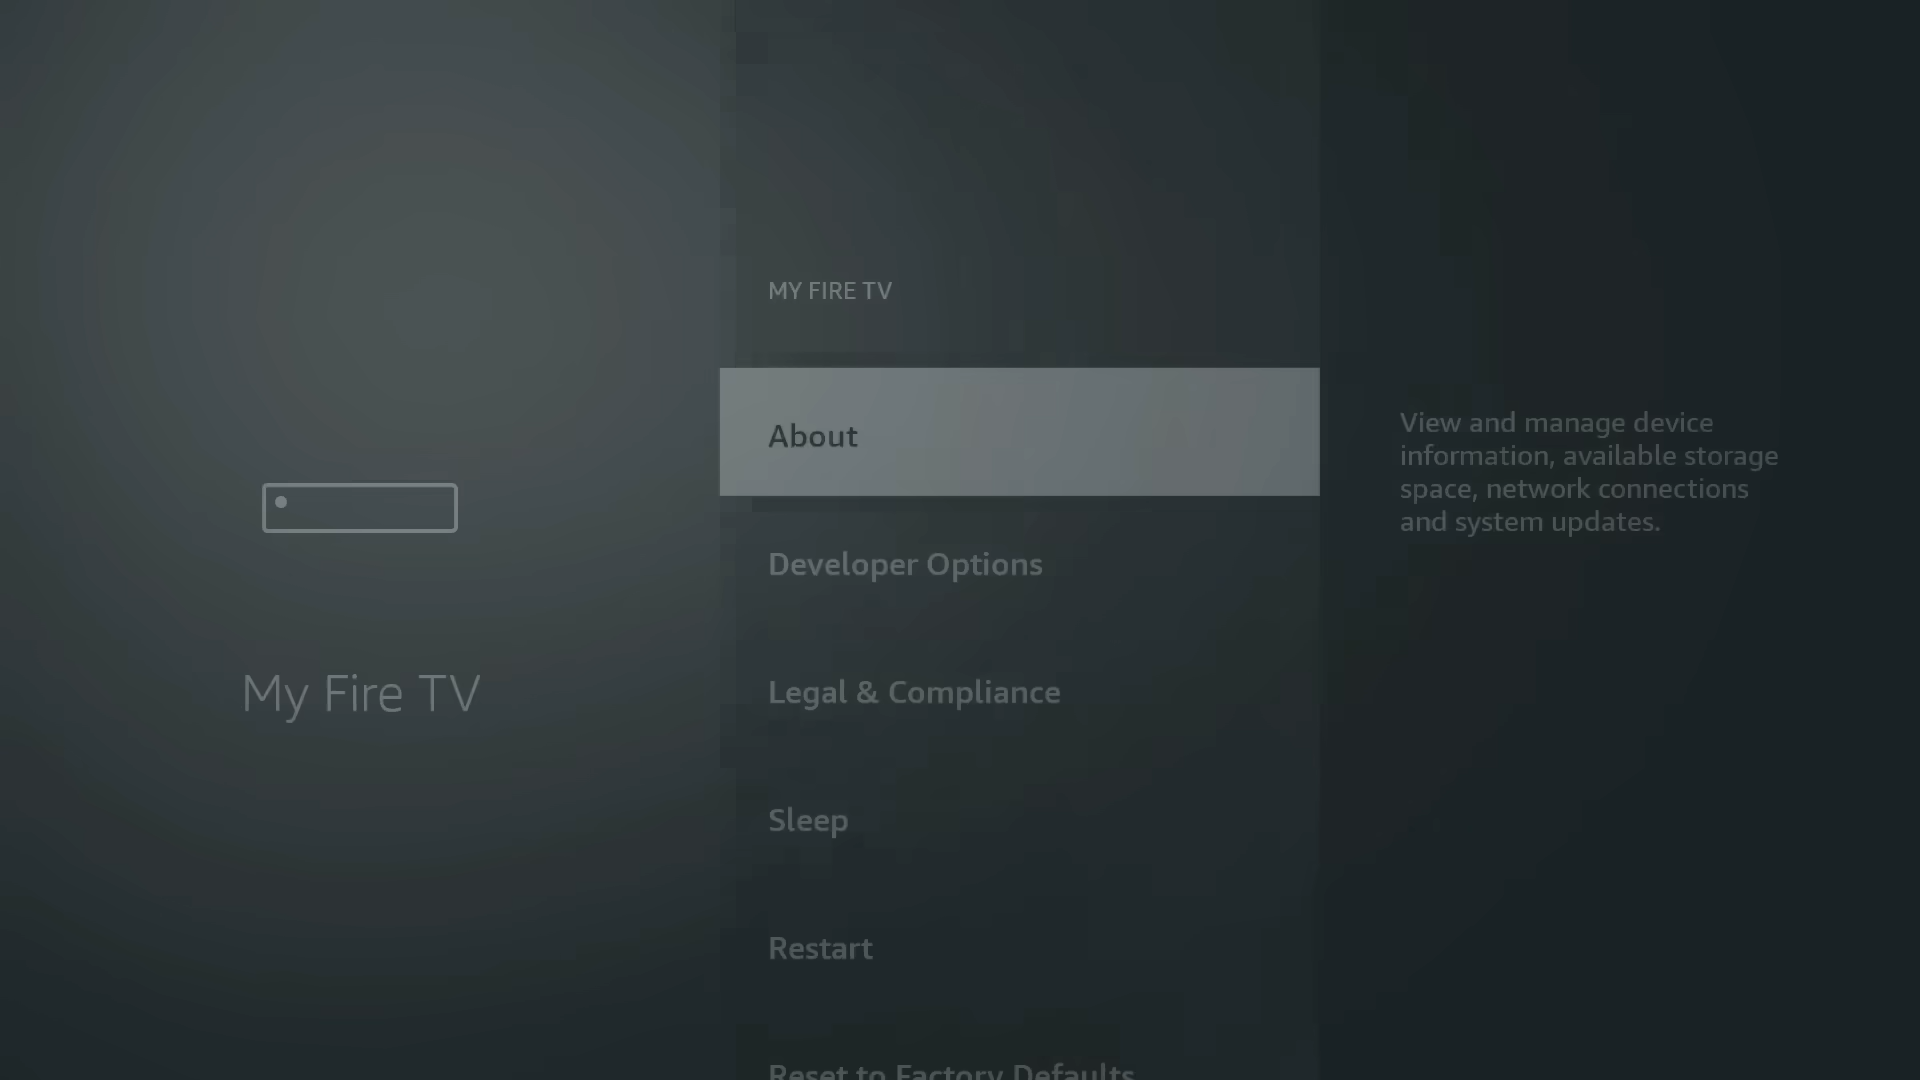 MY FIRE TV
About
Developer Options
Legal & Compliance
Sleep
Restart
Reset to Factory Defaults
My Fire TV
View and manage device
information, available storage
space, network connections
and system updates.